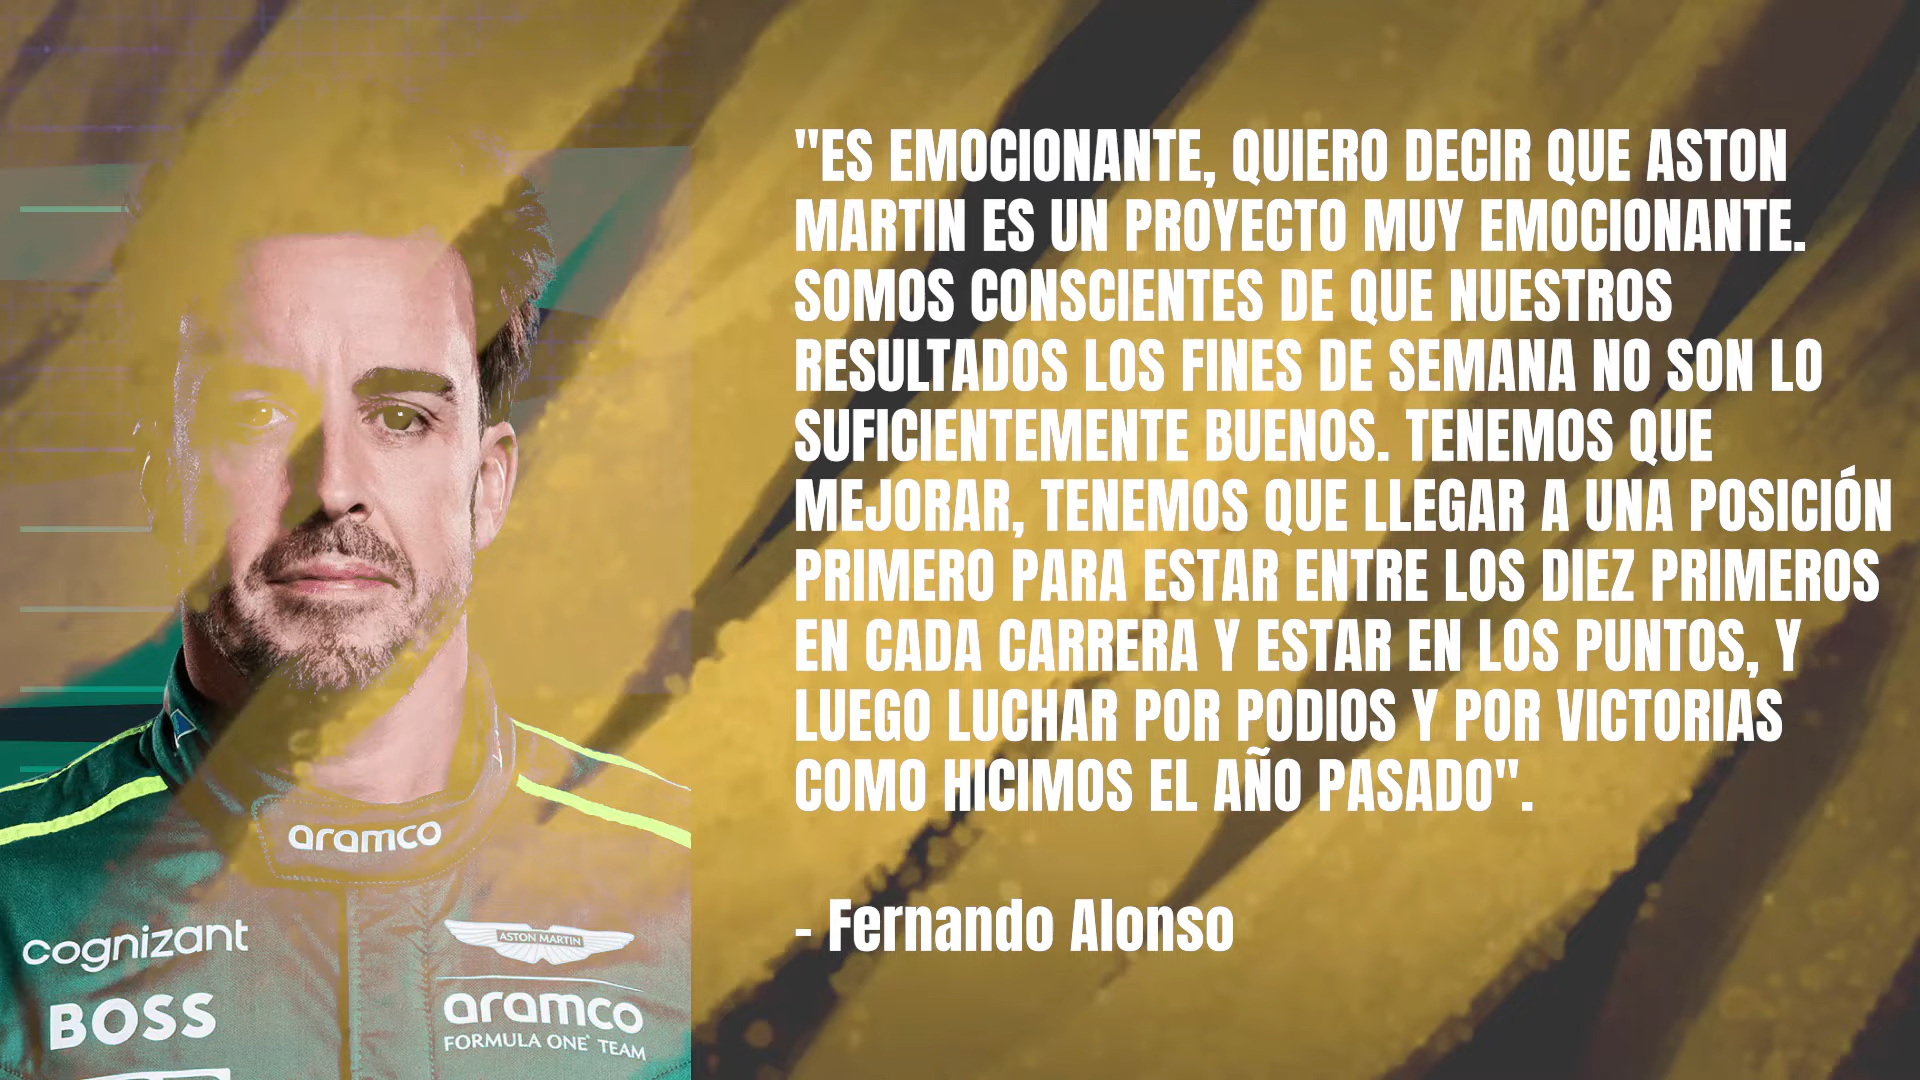 "ES EMOCIONANTE, QUIERO DECIR QUE ASTON
MARTIN ES UN PROYECTO MUY EMOCIONANTE.
SOMOS CONSCIENTES DE QUE NUESTROS
RESULTADOS LOS FINES DE SEMANA NO SON LO
SUFICIENTEMENTE BUENOS. TENEMOS QUE
MEJORAR, TENEMOS QUE LLEGAR A UNA POSICIÓN
PRIMERO PARA ESTAR ENTRE LOS DIEZ PRIMEROS
EN CADA CARRERA Y ESTAR EN LOS PUNTOS, Y
LUEGO LUCHAR POR PODIOS Y POR VICTORIAS
COMO HICIMOS EL AÑO PASADO".
- Fernando Alonso
aramco
cognizant
BOSS
ASTON MARTIN
aramco
FORMULA ONE TEAM